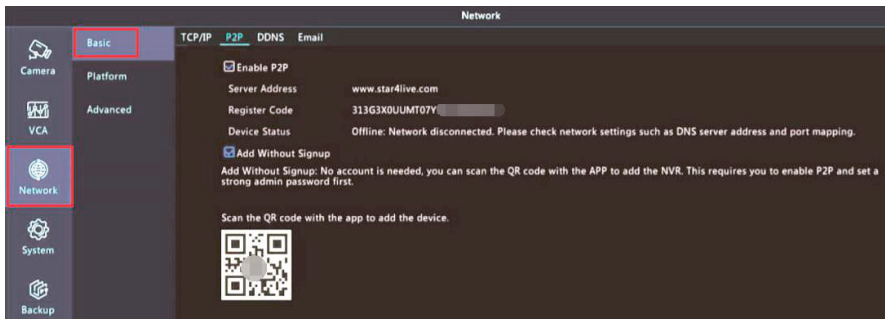 Network
Camera
VCA
Network
System
Backup
Basic
Platform
Advanced
TCP/IP P2P DDNS Email
Enable P2P
Server Address www.star4live.com
Register Code 313G3X0UUMT07Y
Device Status Offline: Network disconnected. Please check network settings such as DNS server address and port mapping.
Add Without Signup
Add Without Signup: No account is needed, you can scan the QR code with the APP to add the NVR. This requires you to enable P2P and set a
strong admin password first.
Scan the QR code with the app to add the device.